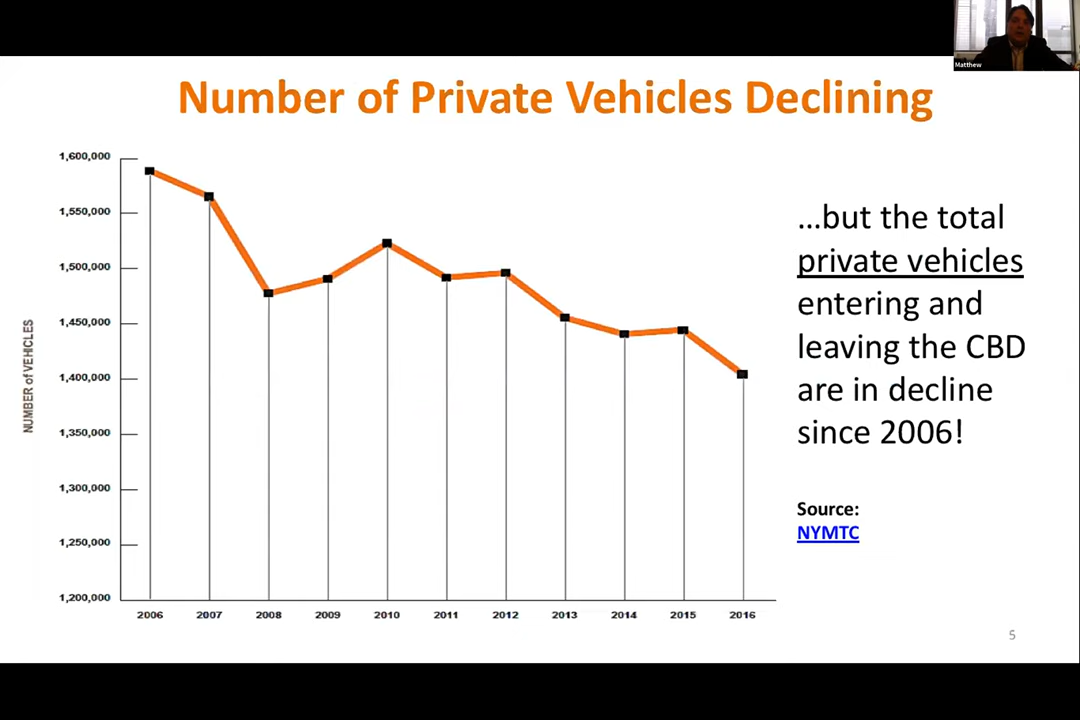 Matthew
Number of Private Vehicles Declining
NUMBER of VEHICLES
1,600,000
1,550,000
1,500,000
1,450,000
1,400,000
1,350,000
1,300,000
1,250,000
1,200,000
2006 2007 2008 2009 2010 2011 2012 2013 2014 2015 2016
...but the total
private vehicles
entering and
leaving the CBD
are in decline
since 2006!
Source:
NYMTC
5